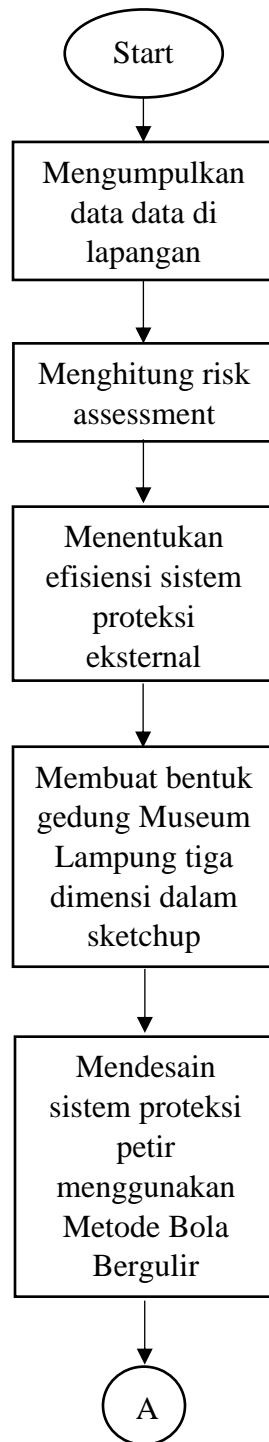 Start
Mengumpulkan
data data di
lapangan
Menghitung risk
assessment
Menentukan
efisiensi sistem
proteksi
eksternal
Membuat bentuk
gedung Museum
Lampung tiga
dimensi dalam
sketchup
Mendesain
sistem proteksi
petir
menggunakan
Metode Bola
Bergulir
A